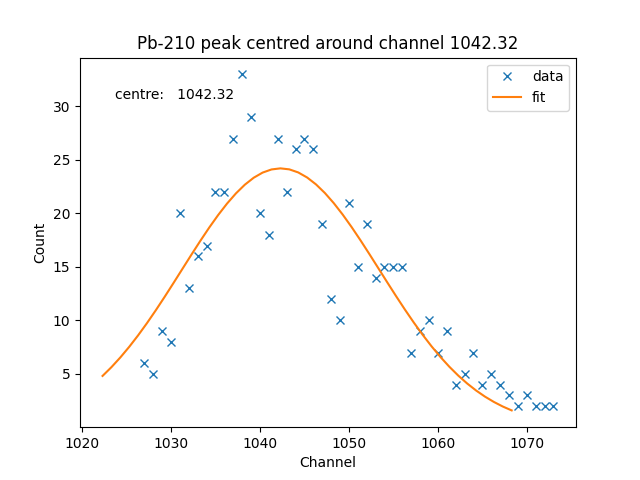 Pb-210 peak centred around channel 1042.32
centre: 1042.32
data
fit
Count
30
25
20
15
10
5
1020 1030 1040 1050 1060 1070
Channel